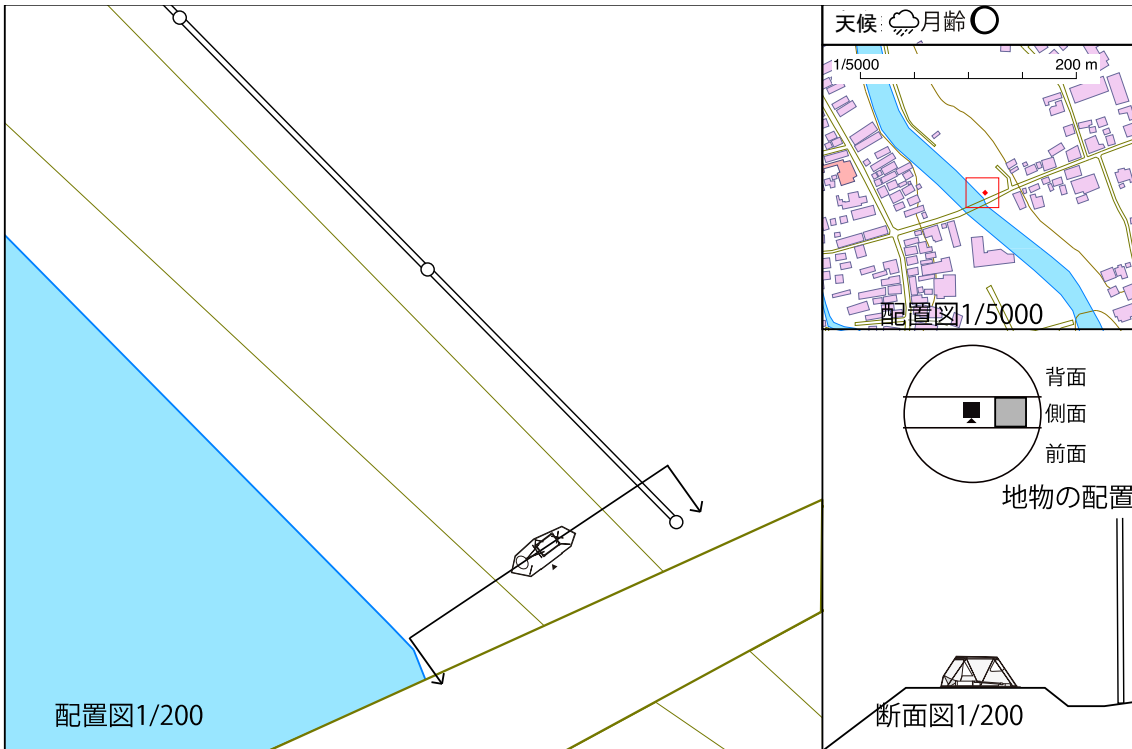 天候 月齢
1/5000 200 m
配置図1/5000
背面
側面
前面
地物の配置
断面図1/200
配置図1/200